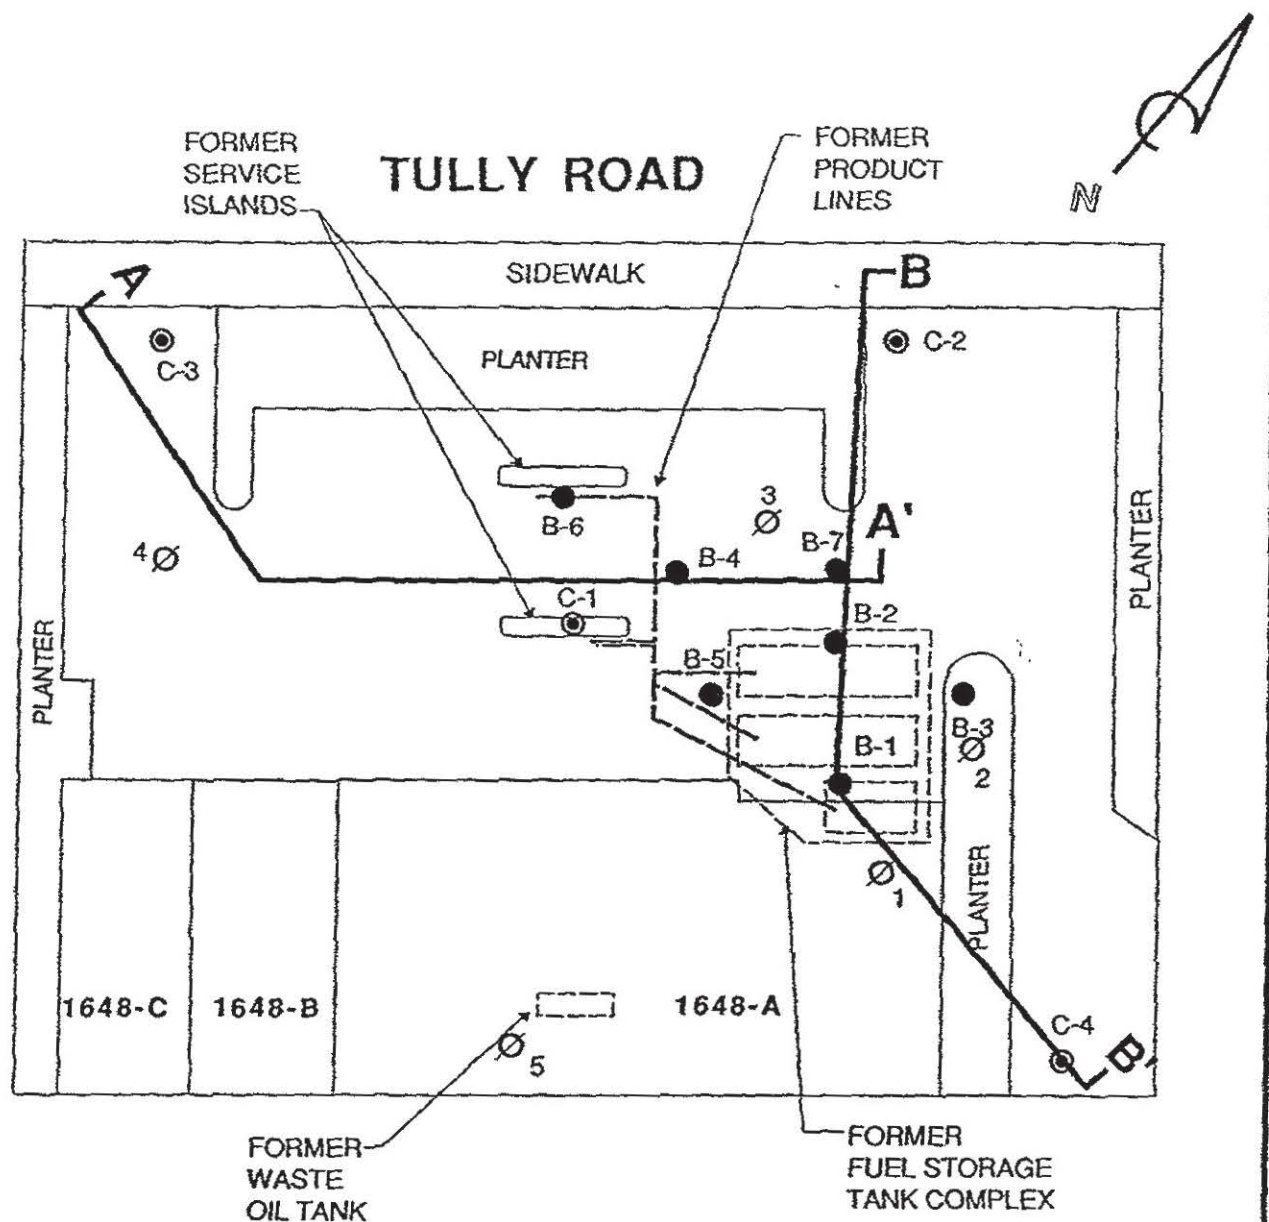 FORMER
SERVICE
ISLANDS
TULLY ROAD
FORMER
PRODUCT
LINES
N
SIDEWALK
A
B
C-3
PLANTER
C-2
3
B-6
A'
4
B-4
B-7
PLANTER
C-1
B-2
PLANTER
B-5
B-1
B-3
2
1
PLANTER
1648-C
1648-B
1648-A
C-4
B'
5
FORMER
WASTE
OIL TANK
FORMER
FUEL STORAGE
TANK COMPLEX